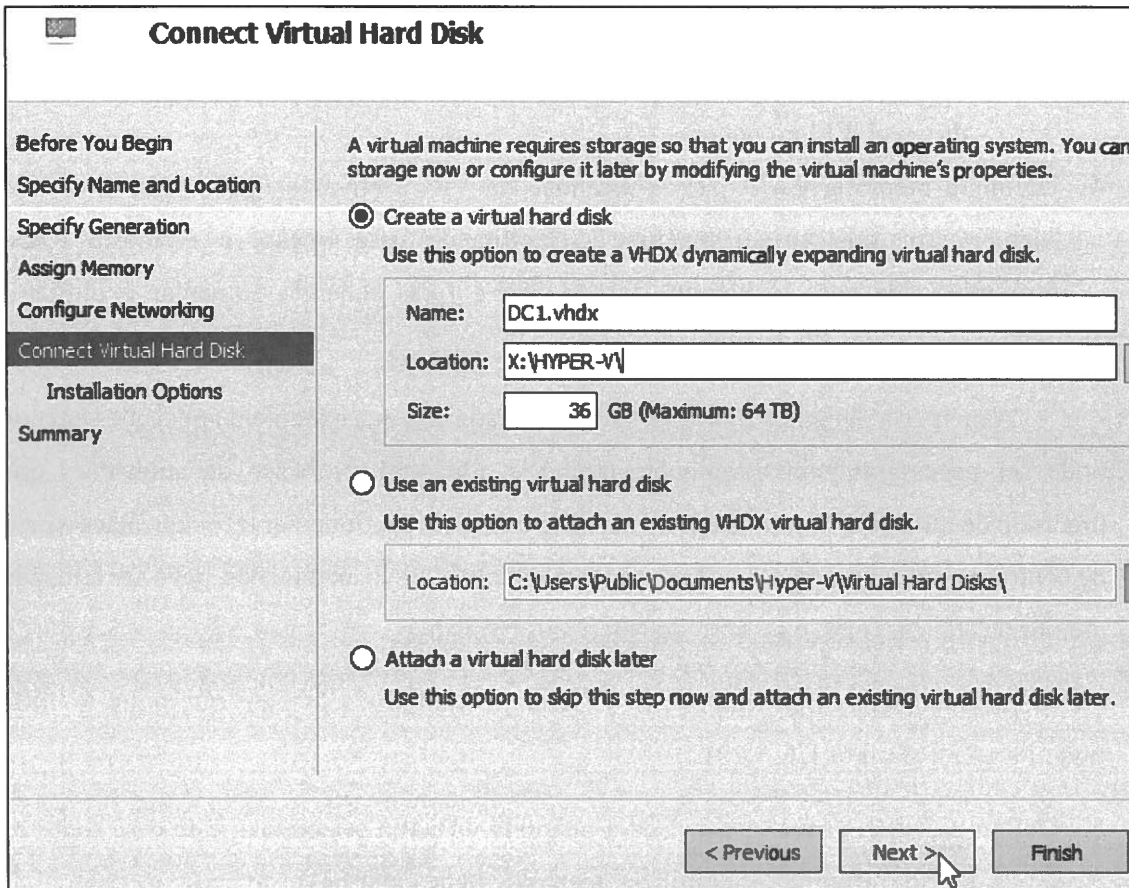 Connect Virtual Hard Disk
Before You Begin
Specify Name and Location
Specify Generation
Assign Memory
Configure Networking
Connect Virtual Hard Disk
Installation Options
Summary
A virtual machine requires storage so that you can install an operating system. You can
storage now or configure it later by modifying the virtual machine's properties.
Create a virtual hard disk
Use this option to create a VHDX dynamically expanding virtual hard disk.
Name: DC1.vhdx
Location: X:\HYPER-V\
Size: 36 GB (Maximum: 64 TB)
Use an existing virtual hard disk
Use this option to attach an existing VHDX virtual hard disk.
Location: C:\Users\Public\Documents\Hyper-V\Virtual Hard Disks\
Attach a virtual hard disk later
Use this option to skip this step now and attach an existing virtual hard disk later.
< Previous
Next >
Finish